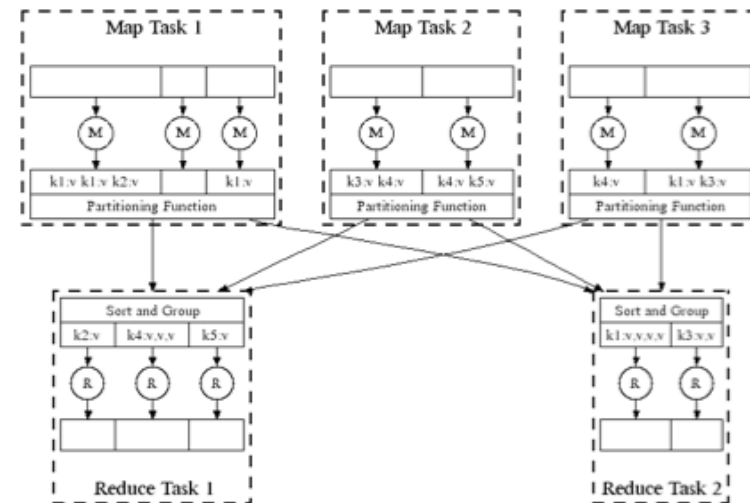 Map Task 1
Map Task 2
Map Task 3
M
M
M
M
M
M
M
k1:v k1:v k2:v
k1:v
k3:v k4:v
k4:v k5:v
k4:v
k1:v k3:v
Partitioning Function
Partitioning Function
Partitioning Function
Sort and Group
Sort and Group
k2:v
k4:v,v,v
k5:v
k1:v,v,v,v
k3:v,v
R
R
R
R
R
Reduce Task 1
Reduce Task 2